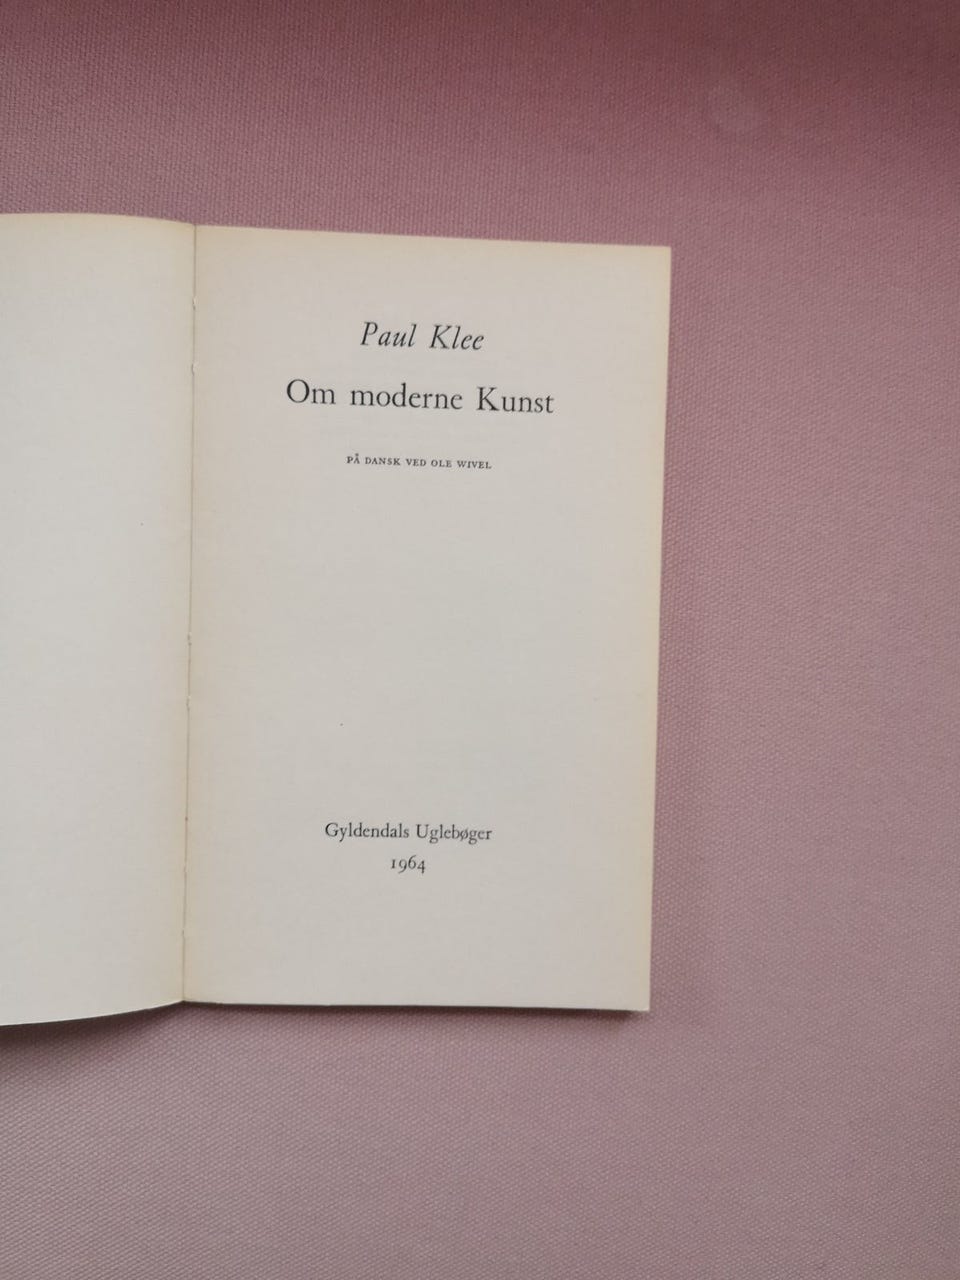 Paul Klee
Om moderne Kunst
PÅ DANSK VED OLE WIVEL
Gyldendals Uglebøger
1964